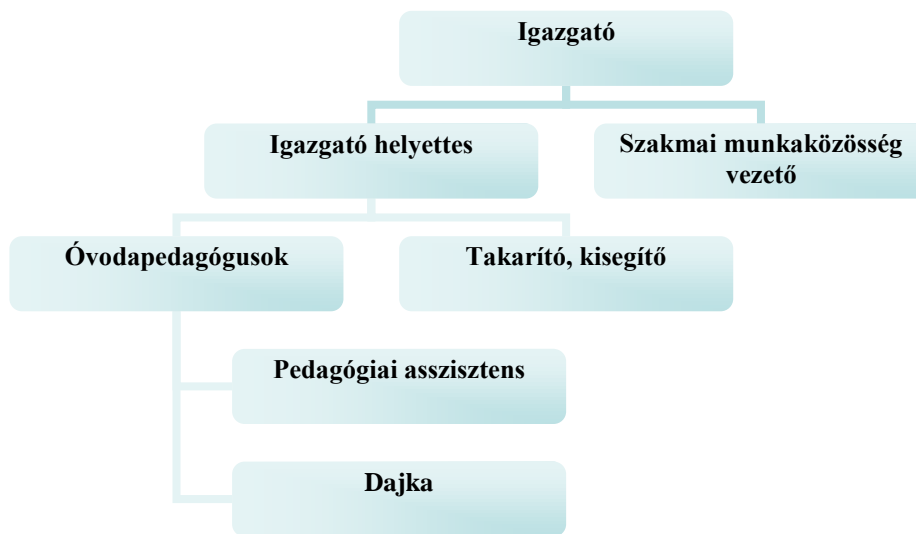 Igazgató
Igazgató helyettes
Szakmai munkaközösség
vezető
Óvodapedagógusok
Takarító, kisegítő
Pedagógiai asszisztens
Dajka